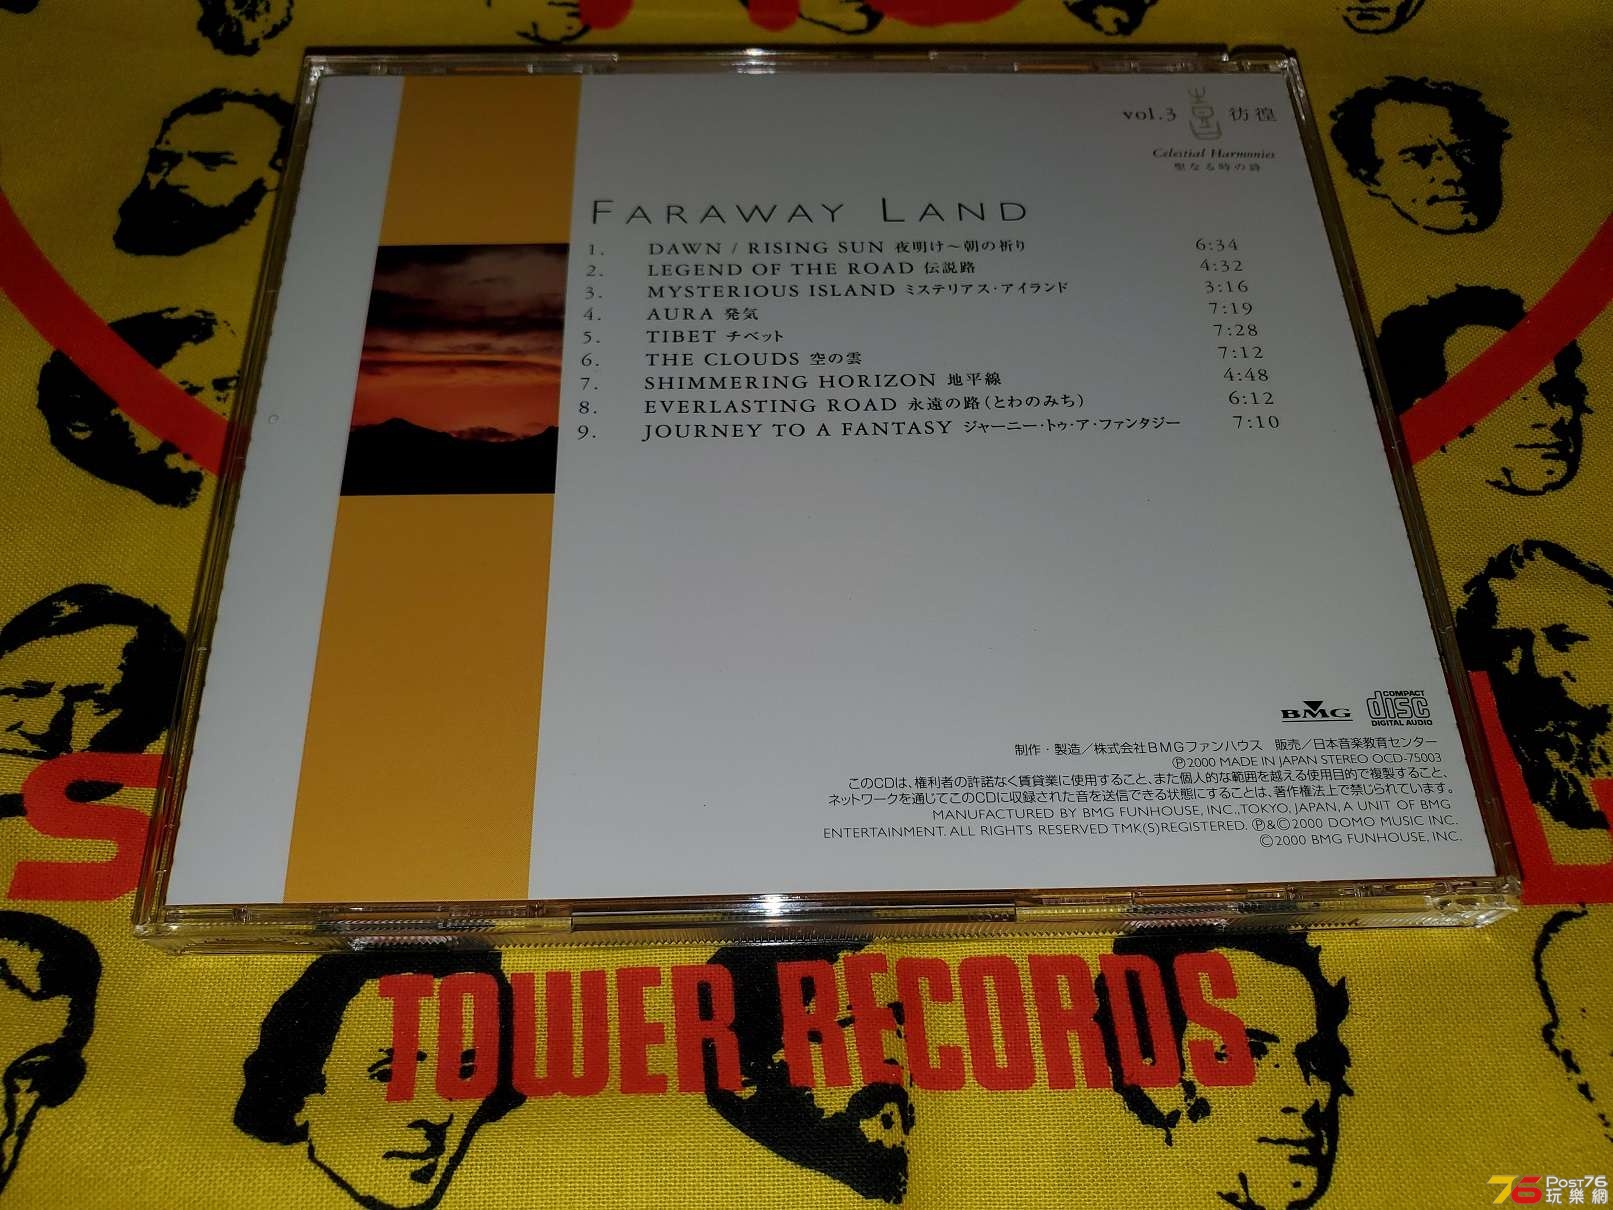 vol.3 彷徨
Celestial Harmonies
聖なる時の詩
FARAWAY LAND
1. DAWN / RISING SUN 夜明け～朝の祈り 6:34
2. LEGEND OF THE ROAD 伝説路 4:32
3. MYSTERIOUS ISLAND ミステリアス・アイランド 3:16
4. AURA 発気 7:19
5. TIBET チベット 7:28
6. THE CLOUDS 空の雲 7:12
7. SHIMMERING HORIZON 地平線 4:48
8. EVERLASTING ROAD 永遠の路(とわのみち) 6:12
9. JOURNEY TO A FANTASY ジャーニー・トゥ・ア・ファンタジー 7:10
BMG COMPACT disc DIGITAL AUDIO
制作・製造／株式会社BMGファンハウス 販売／日本音楽教育センター
Ⓟ2000 MADE IN JAPAN STEREO OCD-75003
このCDは、権利者の許諾なく賃貸業に使用すること、また個人的な範囲を越える使用目的で複製すること、
ネットワークを通じてこのCDに収録された音を送信できる状態にすることは、著作権法上で禁じられています。
MANUFACTURED BY BMG FUNHOUSE, INC.,TOKYO, JAPAN, A UNIT OF BMG
ENTERTAINMENT. ALL RIGHTS RESERVED TMK(S)REGISTERED. Ⓟ&©2000 DOMO MUSIC INC.
©2000 BMG FUNHOUSE, INC.
TOWER RECORDS
76 Post76
玩樂網